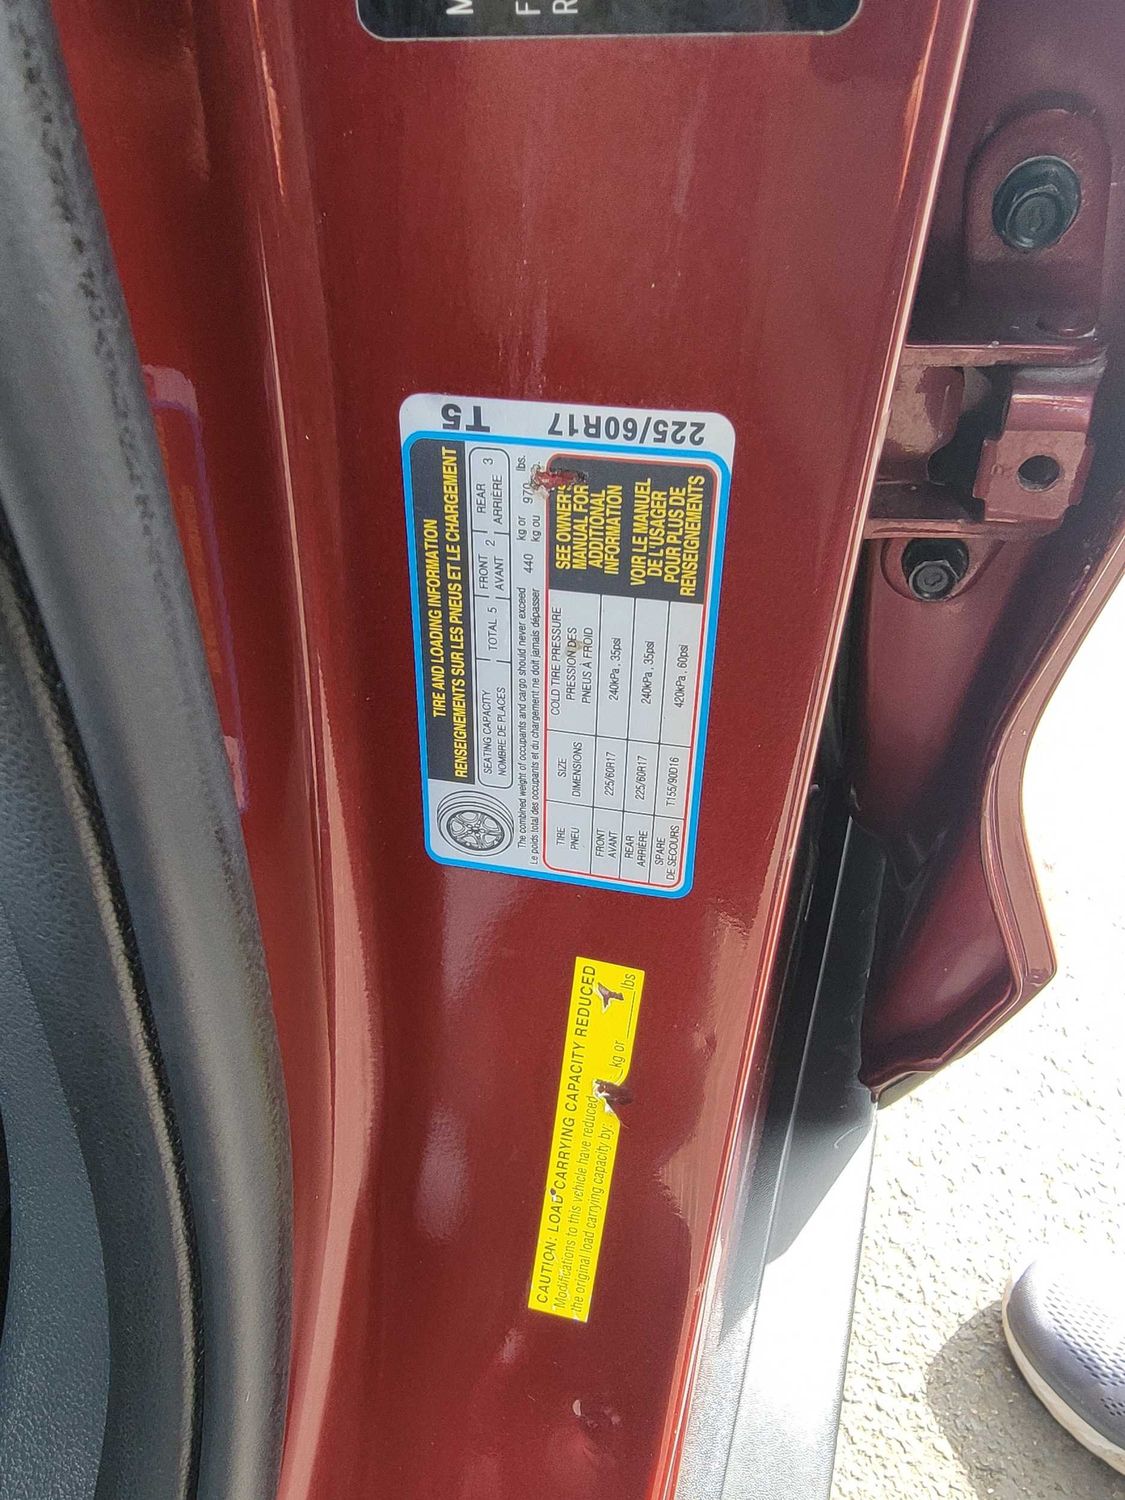 M
F
R
T5
225/60R17
TIRE AND LOADING INFORMATION
RENSEIGNEMENTS SUR LES PNEUS ET LE CHARGEMENT
SEATING CAPACITY
NOMBRE DE PLACES
TOTAL 5
FRONT
AVANT 2
REAR
ARRIÈRE 3
The combined weight of occupants and cargo should never exceed 440 kg or 970 lbs.
Le poids total des occupants et du chargement ne doit jamais dépasser kg ou
TIRE
PNEU
SIZE
DIMENSIONS
COLD TIRE PRESSURE
PRESSION DES
PNEUS À FROID
FRONT
AVANT
225/60R17
240kPa , 35psi
REAR
ARRIERE
225/60R17
240kPa , 35psi
SPARE
DE SECOURS
T155/90D16
420kPa , 60psi
SEE OWNER'S
MANUAL FOR
ADDITIONAL
INFORMATION
VOIR LE MANUEL
DE L'USAGER
POUR PLUS DE
RENSEIGNEMENTS
CAUTION: LOAD CARRYING CAPACITY REDUCED
Modifications to this vehicle have reduced
the original load carrying capacity by: kg or lbs